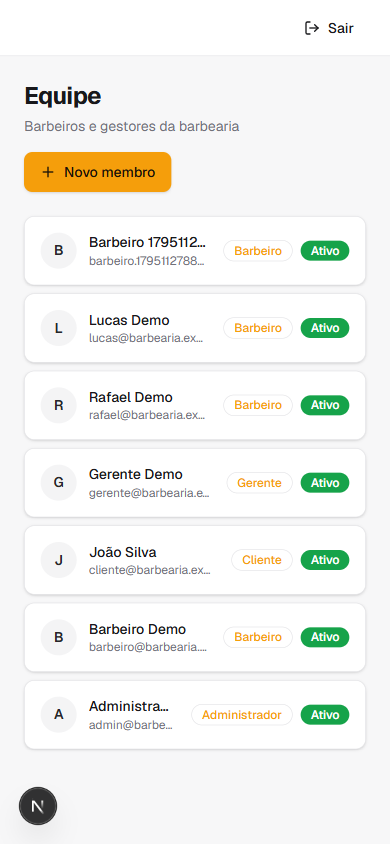 Sair
Equipe
Barbeiros e gestores da barbearia
Novo membro
B
Barbeiro 1795112...
barbeiro.1795112788...
Barbeiro
Ativo
L
Lucas Demo
lucas@barbearia.ex...
Barbeiro
Ativo
R
Rafael Demo
rafael@barbearia.ex...
Barbeiro
Ativo
G
Gerente Demo
gerente@barbearia.e...
Gerente
Ativo
J
João Silva
cliente@barbearia.ex...
Cliente
Ativo
B
Barbeiro Demo
barbeiro@barbearia....
Barbeiro
Ativo
A
Administra...
admin@barbe...
Administrador
Ativo
N